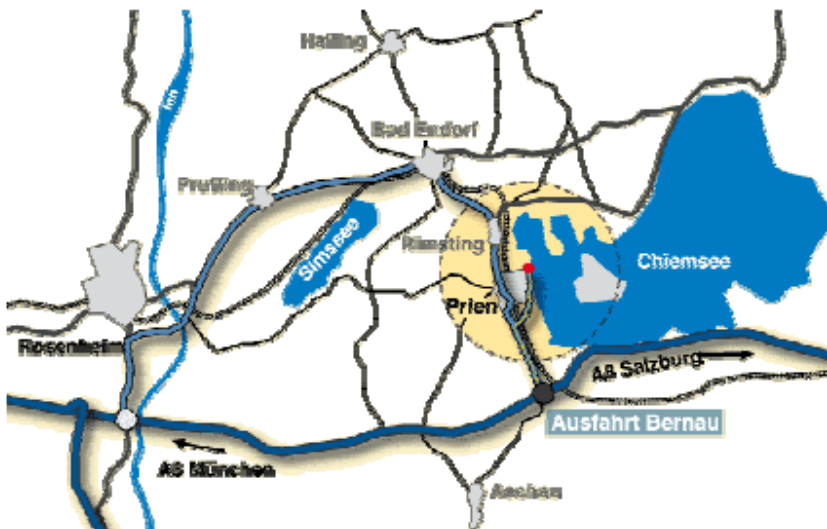 Inn
Halfing
Bad Endorf
Prutting
Simssee
Rimsting
Chiemsee
Prien
Rosenheim
A8 Salzburg
Ausfahrt Bernau
A8 München
Aschau